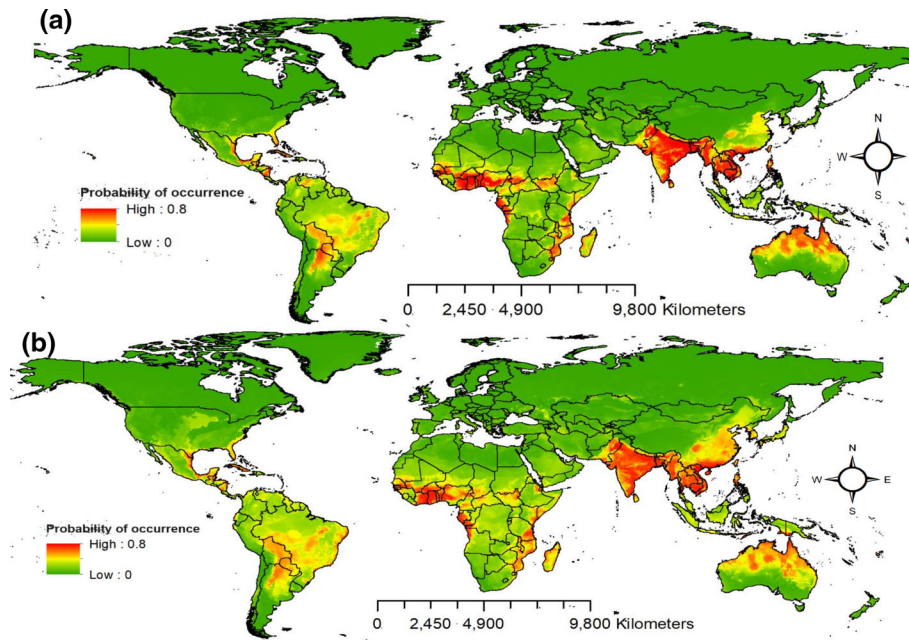 (a)
N
W
S
Probability of occurrence
High : 0.8
Low : 0
0 2,450 4,900 9,800 Kilometers
(b)
N
W E
S
Probability of occurrence
High : 0.8
Low : 0
0 2,450 4,900 9,800 Kilometers